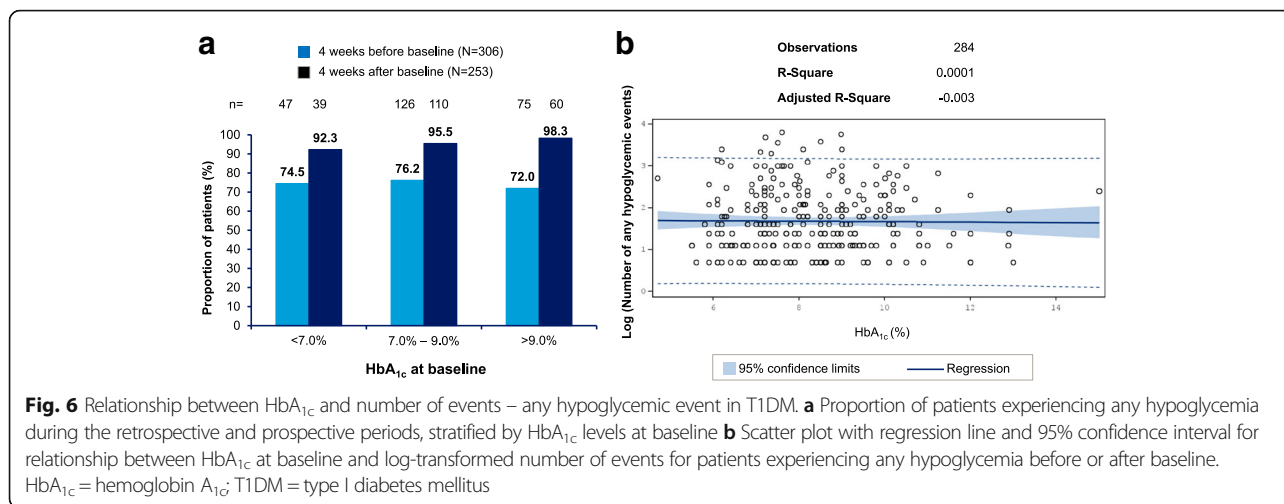 a
4 weeks before baseline (N=306)
4 weeks after baseline (N=253)
n= 47 39 126 110 75 60
Proportion of patients (%)
100
90
80
70
60
50
40
30
20
10
0
74.5 92.3 76.2 95.5 72.0 98.3
<7.0% 7.0% – 9.0% >9.0%
HbA1c at baseline
b
Observations 284
R-Square 0.0001
Adjusted R-Square -0.003
Log (Number of any hypoglycemic events)
4
3
2
1
0
6 8 10 12 14
HbA1c (%)
95% confidence limits Regression
Fig. 6 Relationship between HbA1c and number of events – any hypoglycemic event in T1DM. a Proportion of patients experiencing any hypoglycemia
during the retrospective and prospective periods, stratified by HbA1c levels at baseline b Scatter plot with regression line and 95% confidence interval for
relationship between HbA1c at baseline and log-transformed number of events for patients experiencing any hypoglycemia before or after baseline.
HbA1c = hemoglobin A1c; T1DM = type I diabetes mellitus